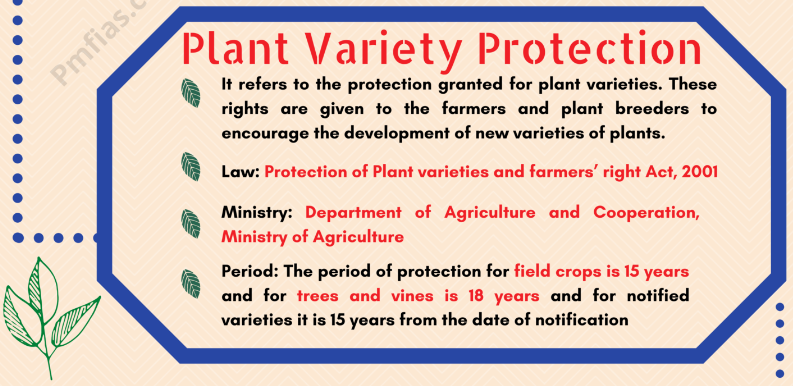 Pmfias.c
Plant Variety Protection
It refers to the protection granted for plant varieties. These
rights are given to the farmers and plant breeders to
encourage the development of new varieties of plants.
Law: Protection of Plant varieties and farmers’ right Act, 2001
Ministry: Department of Agriculture and Cooperation,
Ministry of Agriculture
Period: The period of protection for field crops is 15 years
and for trees and vines is 18 years and for notified
varieties it is 15 years from the date of notification